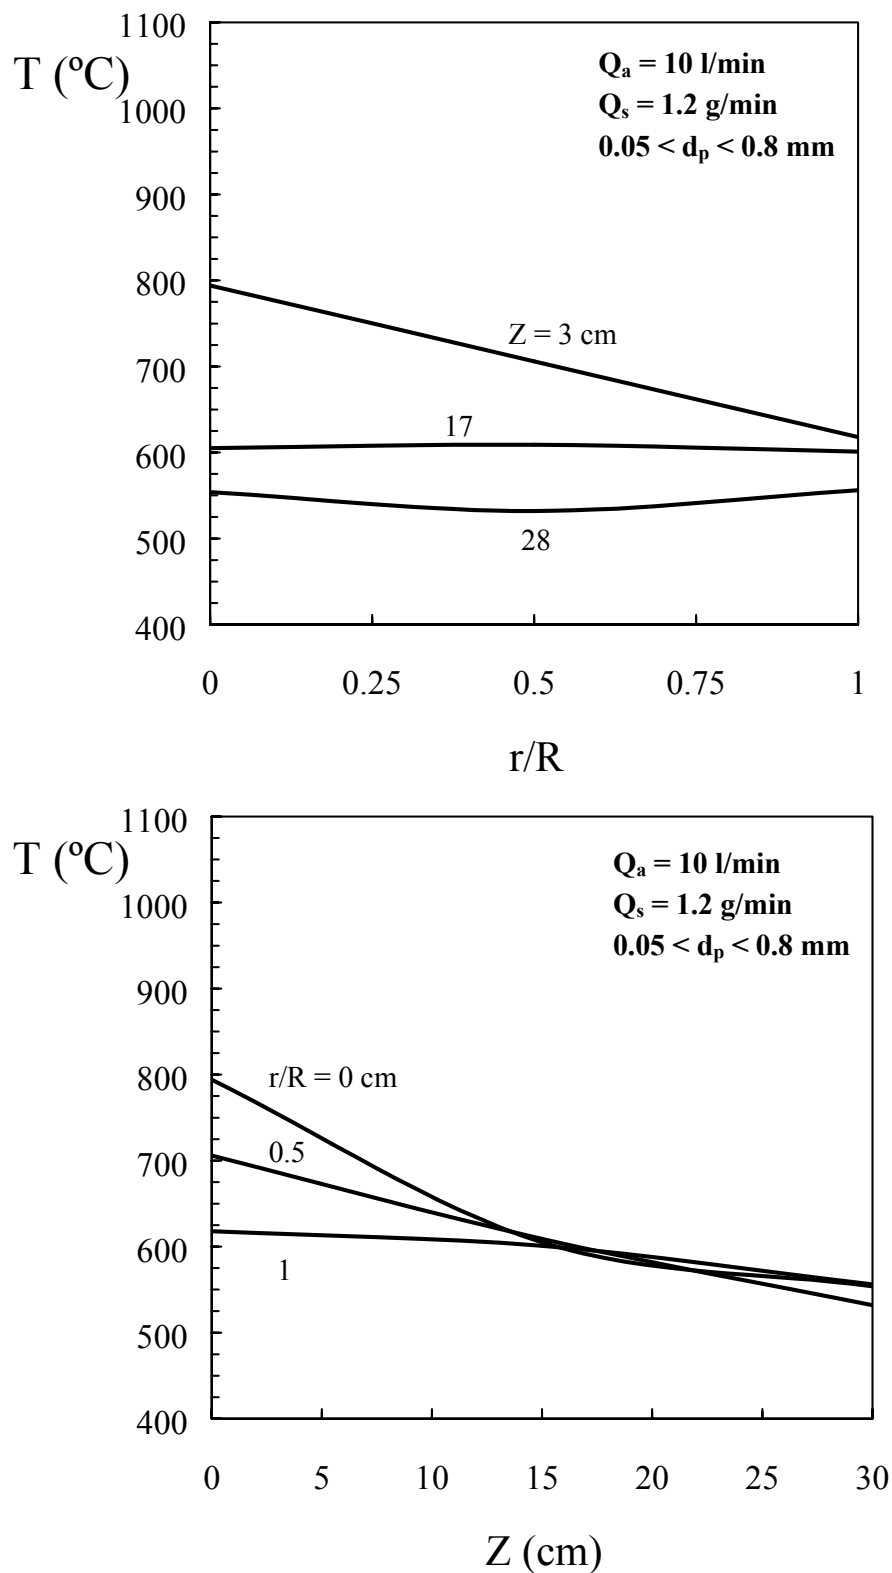 1100
T (ºC)
Qₐ = 10 l/min
1000
Qₛ = 1.2 g/min
0.05 < dₚ < 0.8 mm
900
800
Z = 3 cm
700
17
600
500
28
400
0 0.25 0.5 0.75 1
r/R
1100
T (ºC)
Qₐ = 10 l/min
1000
Qₛ = 1.2 g/min
0.05 < dₚ < 0.8 mm
900
800
r/R = 0 cm
700
0.5
600
1
500
400
0 5 10 15 20 25 30
Z (cm)